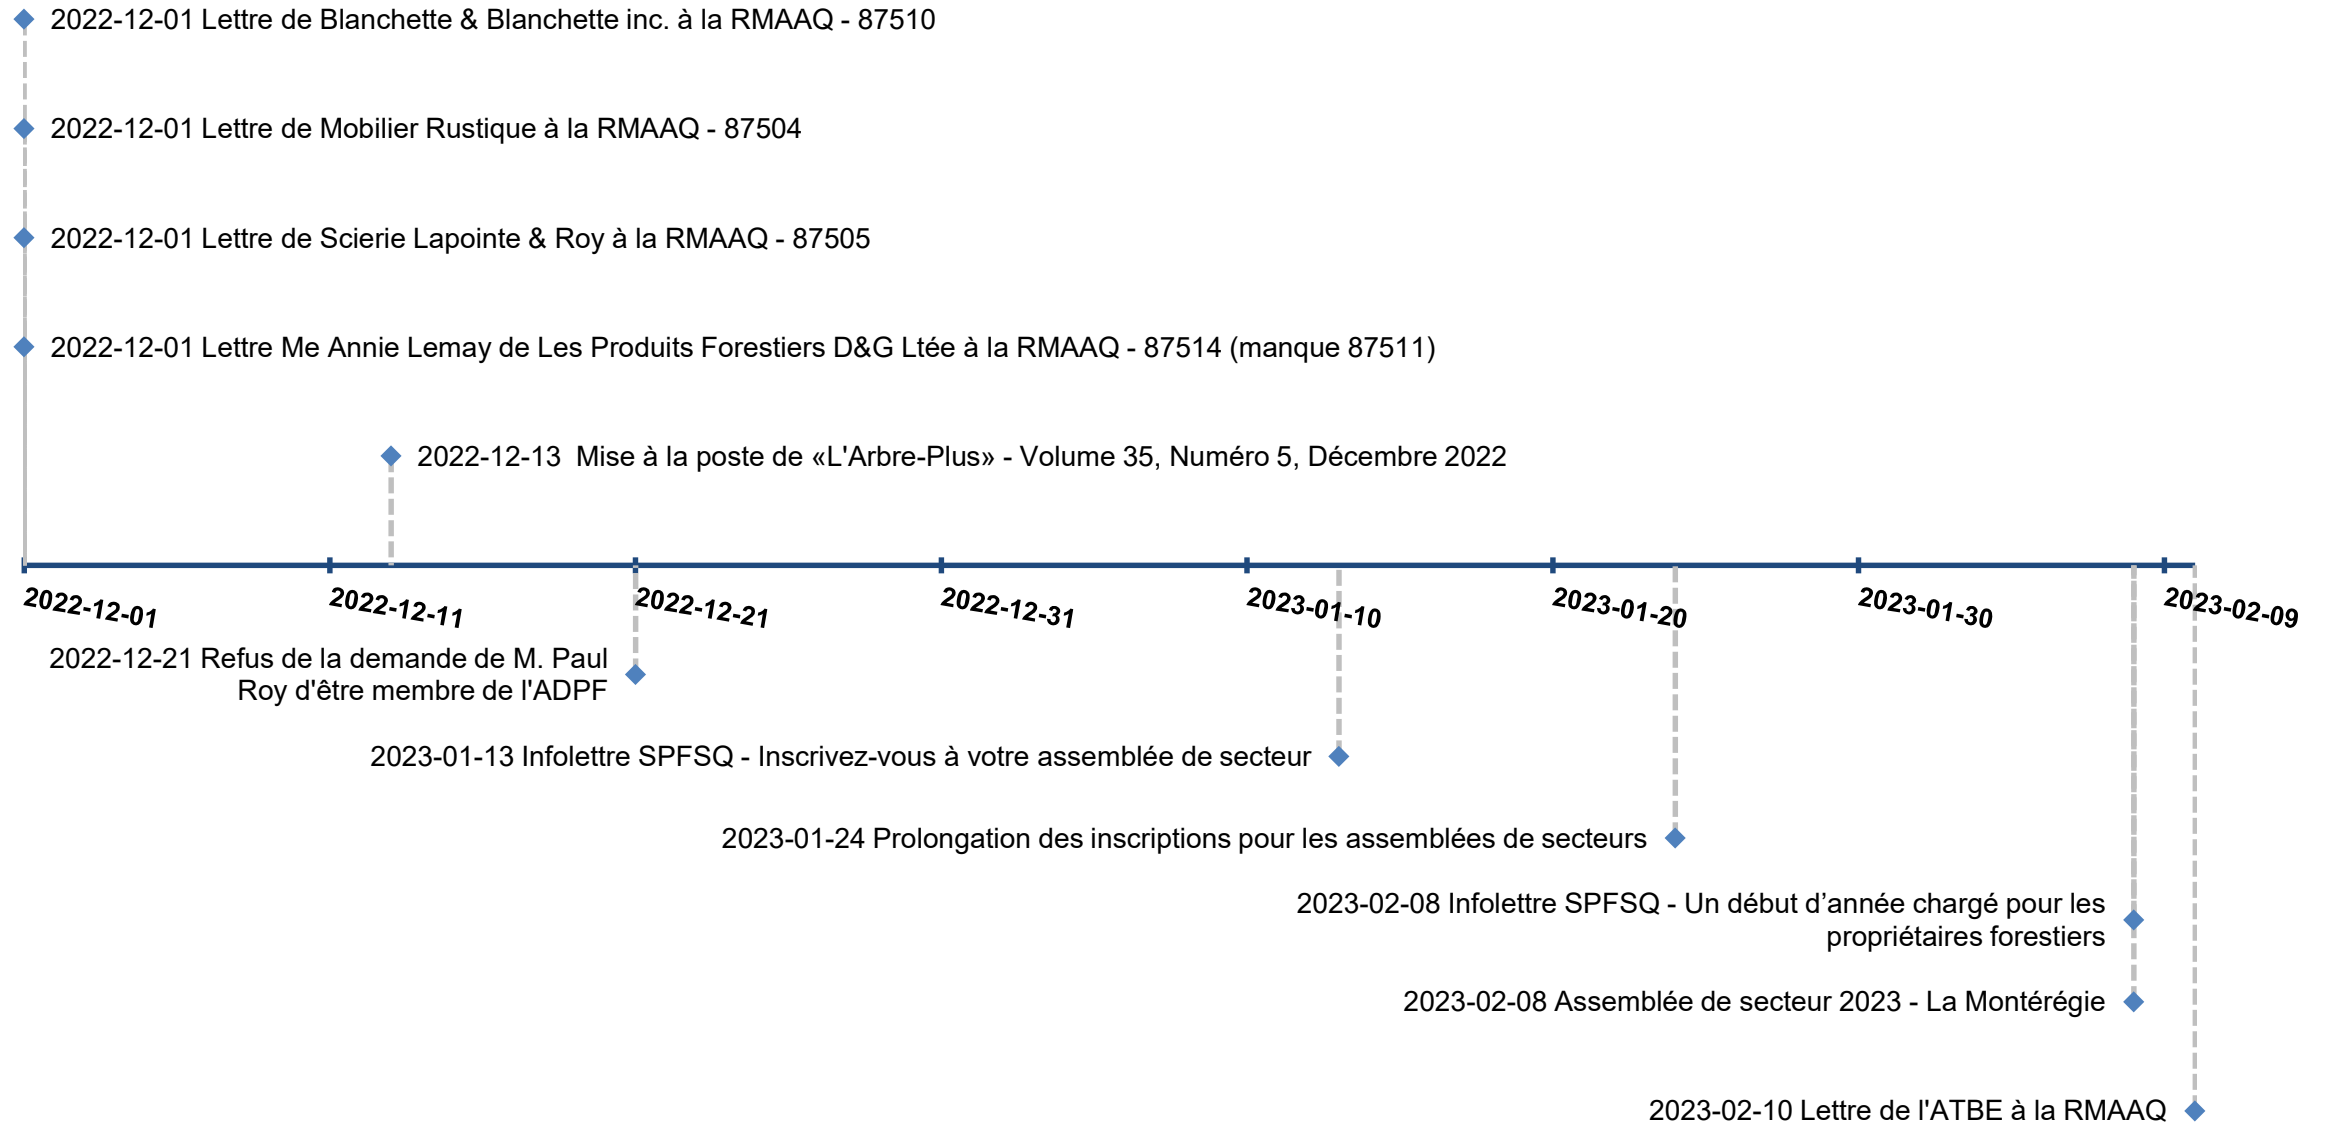 2022-12-01 Lettre de Blanchette & Blanchette inc. à la RMAAQ - 87510
2022-12-01 Lettre de Mobilier Rustique à la RMAAQ - 87504
2022-12-01 Lettre de Scierie Lapointe & Roy à la RMAAQ - 87505
2022-12-01 Lettre Me Annie Lemay de Les Produits Forestiers D&G Ltée à la RMAAQ - 87514 (manque 87511)
2022-12-13  Mise à la poste de «L'Arbre-Plus» - Volume 35, Numéro 5, Décembre 2022
2022-12-01
2022-12-11
2022-12-21
2022-12-31
2023-01-10
2023-01-20
2023-01-30
2023-02-09
2022-12-21 Refus de la demande de M. Paul
Roy d'être membre de l'ADPF
2023-01-13 Infolettre SPFSQ - Inscrivez-vous à votre assemblée de secteur
2023-01-24 Prolongation des inscriptions pour les assemblées de secteurs
2023-02-08 Infolettre SPFSQ - Un début d’année chargé pour les
propriétaires forestiers
2023-02-08 Assemblée de secteur 2023 - La Montérégie
2023-02-10 Lettre de l'ATBE à la RMAAQ